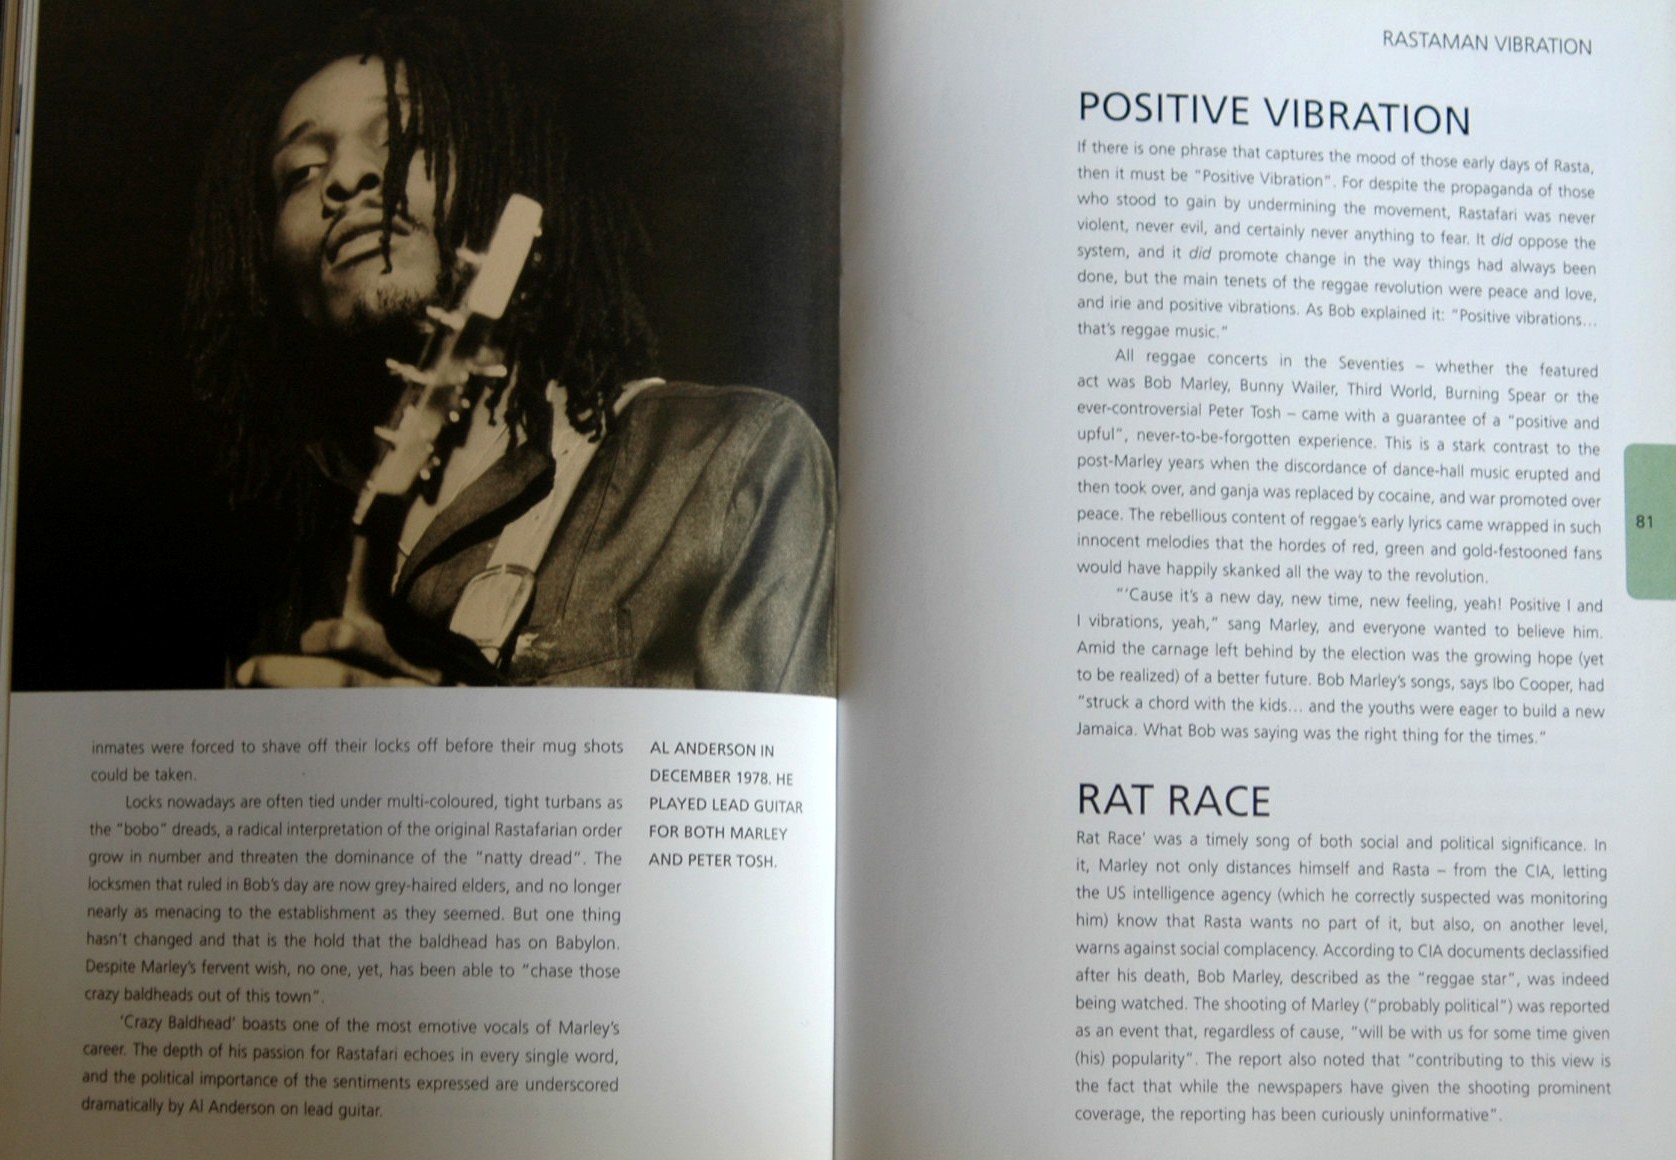 inmates were forced to shave off their locks off before their mug shots
could be taken.
Locks nowadays are often tied under multi-coloured, tight turbans as
the "bobo" dreads, a radical interpretation of the original Rastafarian order
grow in number and threaten the dominance of the "natty dread". The
locksmen that ruled in Bob's day are now grey-haired elders, and no longer
nearly as menacing to the establishment as they seemed. But one thing
hasn't changed and that is the hold that the baldhead has on Babylon.
Despite Marley's fervent wish, no one, yet, has been able to "chase those
crazy baldheads out of this town".
'Crazy Baldhead' boasts one of the most emotive vocals of Marley's
career. The depth of his passion for Rastafari echoes in every single word,
and the political importance of the sentiments expressed are underscored
dramatically by Al Anderson on lead guitar.
AL ANDERSON IN
DECEMBER 1978. HE
PLAYED LEAD GUITAR
FOR BOTH MARLEY
AND PETER TOSH.
RASTAMAN VIBRATION
POSITIVE VIBRATION
If there is one phrase that captures the mood of those early days of Rasta,
then it must be "Positive Vibration". For despite the propaganda of those
who stood to gain by undermining the movement, Rastafari was never
violent, never evil, and certainly never anything to fear. It did oppose the
system, and it did promote change in the way things had always been
done, but the main tenets of the reggae revolution were peace and love,
and irie and positive vibrations. As Bob explained it: "Positive vibrations...
that's reggae music."
All reggae concerts in the Seventies – whether the featured
act was Bob Marley, Bunny Wailer, Third World, Burning Spear or the
ever-controversial Peter Tosh – came with a guarantee of a "positive and
upful", never-to-be-forgotten experience. This is a stark contrast to the
post-Marley years when the discordance of dance-hall music erupted and
then took over, and ganja was replaced by cocaine, and war promoted over
peace. The rebellious content of reggae's early lyrics came wrapped in such
innocent melodies that the hordes of red, green and gold-festooned fans
would have happily skanked all the way to the revolution.
"'Cause it's a new day, new time, new feeling, yeah! Positive I and
I vibrations, yeah," sang Marley, and everyone wanted to believe him.
Amid the carnage left behind by the election was the growing hope (yet
to be realized) of a better future. Bob Marley's songs, says Ibo Cooper, had
"struck a chord with the kids... and the youths were eager to build a new
Jamaica. What Bob was saying was the right thing for the times."
81
RAT RACE
Rat Race' was a timely song of both social and political significance. In
it, Marley not only distances himself and Rasta – from the CIA, letting
the US intelligence agency (which he correctly suspected was monitoring
him) know that Rasta wants no part of it, but also, on another level,
warns against social complacency. According to CIA documents declassified
after his death, Bob Marley, described as the "reggae star", was indeed
being watched. The shooting of Marley ("probably political") was reported
as an event that, regardless of cause, "will be with us for some time given
(his) popularity". The report also noted that "contributing to this view is
the fact that while the newspapers have given the shooting prominent
coverage, the reporting has been curiously uninformative".